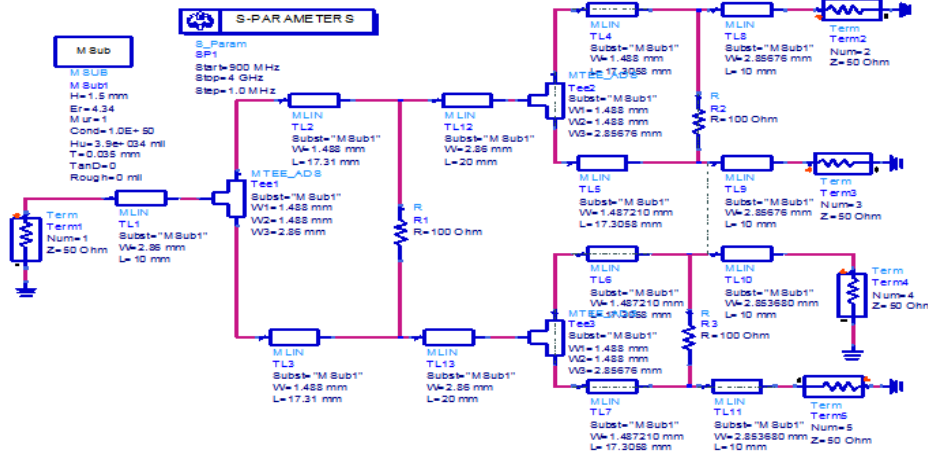 S-PARAMETERS
S_Param
SP1
Start=900 MHz
Stop=4 GHz
Step=1.0 MHz
MSub
MSUB
MSub1
H=1.5 mm
Er=4.34
Mur=1
Cond=1.0E+50
Hu=3.9e+034 mil
T=0.035 mm
TanD=0
Rough=0 mil
Term
Term1
Num=1
Z=50 Ohm
MLIN
TL1
Subst="MSub1"
W=2.86 mm
L=10 mm
MTEE_ADS
Tee1
Subst="MSub1"
W1=1.488 mm
W2=1.488 mm
W3=2.86 mm
MLIN
TL2
Subst="MSub1"
W=1.488 mm
L=17.31 mm
MLIN
TL3
Subst="MSub1"
W=1.488 mm
L=17.31 mm
R
R1
R=100 Ohm
MLIN
TL12
Subst="MSub1"
W=2.86 mm
L=20 mm
MLIN
TL13
Subst="MSub1"
W=2.86 mm
L=20 mm
MTEE_ADS
Tee2
Subst="MSub1"
W1=1.488 mm
W2=1.488 mm
W3=2.85676 mm
MLIN
TL4
Subst="MSub1"
W=1.488 mm
L=17.3058 mm
MLIN
TL8
Subst="MSub1"
W=2.85676 mm
L=10 mm
Term
Term2
Num=2
Z=50 Ohm
R
R2
R=100 Ohm
MLIN
TL5
Subst="MSub1"
W=1.487210 mm
L=17.3058 mm
MLIN
TL9
Subst="MSub1"
W=2.85676 mm
L=10 mm
Term
Term3
Num=3
Z=50 Ohm
MLIN
TL6
Subst="MSub1"
W=1.487210 mm
L=17.3058 mm
MLIN
TL10
Subst="MSub1"
W=2.853680 mm
L=10 mm
Term
Term4
Num=4
Z=50 Ohm
Tee3
Subst="MSub1"
W1=1.488 mm
W2=1.488 mm
W3=2.85676 mm
R
R3
R=100 Ohm
MLIN
TL7
Subst="MSub1"
W=1.487210 mm
L=17.3058 mm
MLIN
TL11
Subst="MSub1"
W=2.853680 mm
L=10 mm
Term
Term5
Num=5
Z=50 Ohm